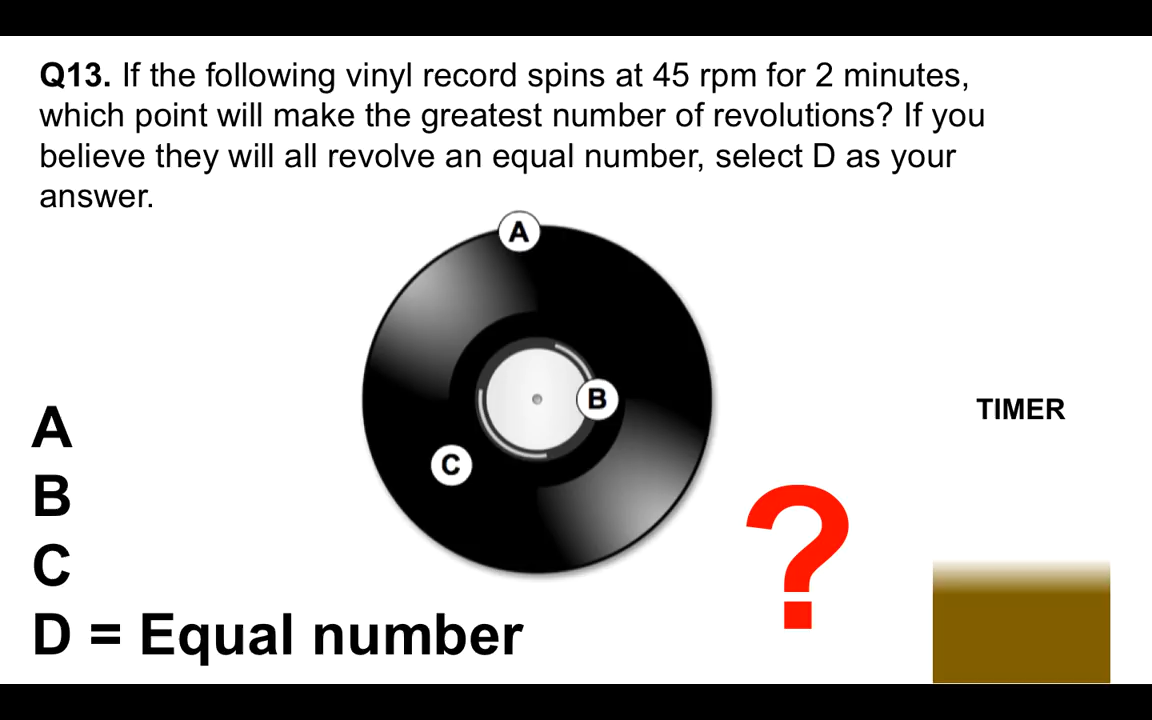 Q13. If the following vinyl record spins at 45 rpm for 2 minutes,
which point will make the greatest number of revolutions? If you
believe they will all revolve an equal number, select D as your
answer.
A
B
C
TIMER
A
B
C
D = Equal number
?